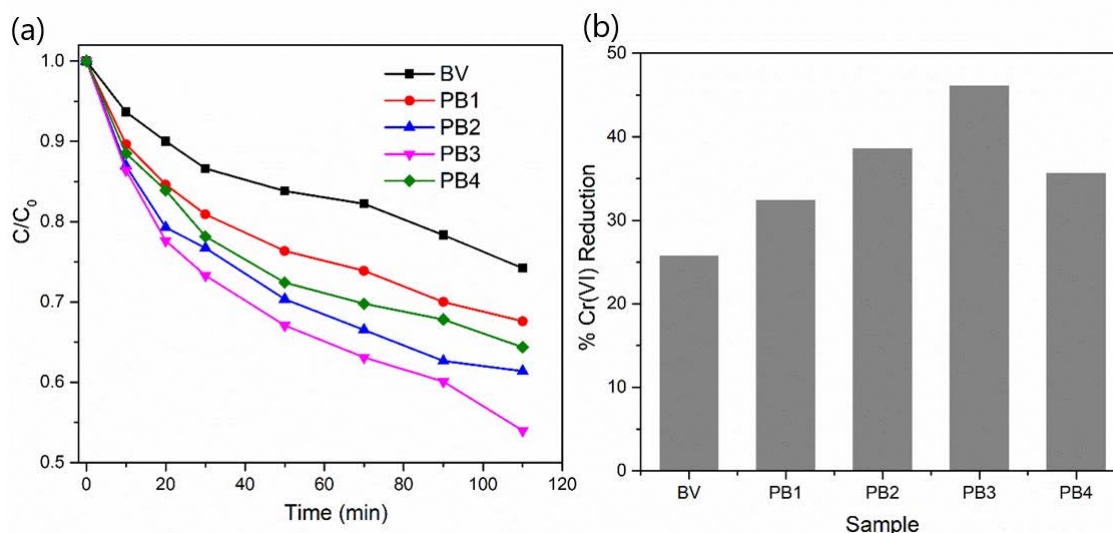 (a)
1.0
0.9
0.8
0.7
0.6
0.5
C/C₀
0
20
40
60
80
100
120
Time (min)
BV
PB1
PB2
PB3
PB4
(b)
50
40
30
20
10
0
% Cr(VI) Reduction
BV
PB1
PB2
PB3
PB4
Sample